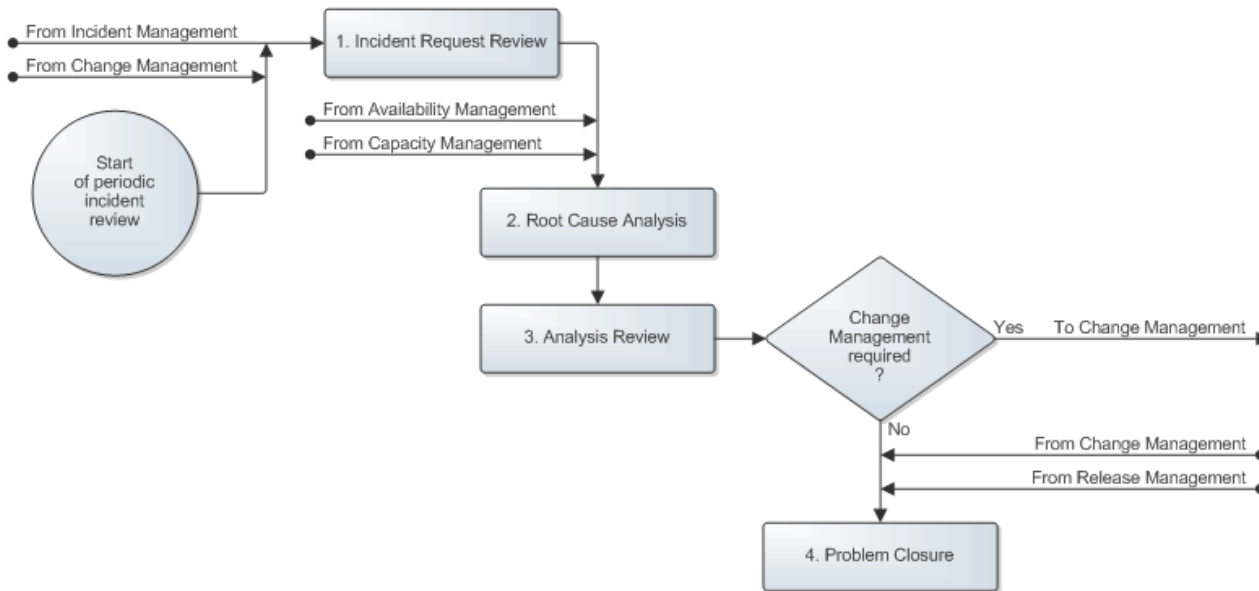 From Incident Management
1. Incident Request Review
From Change Management
From Availability Management
From Capacity Management
Start
of periodic
incident
review
2. Root Cause Analysis
3. Analysis Review
Change
Management
required
?
Yes
To Change Management
No
From Change Management
From Release Management
4. Problem Closure